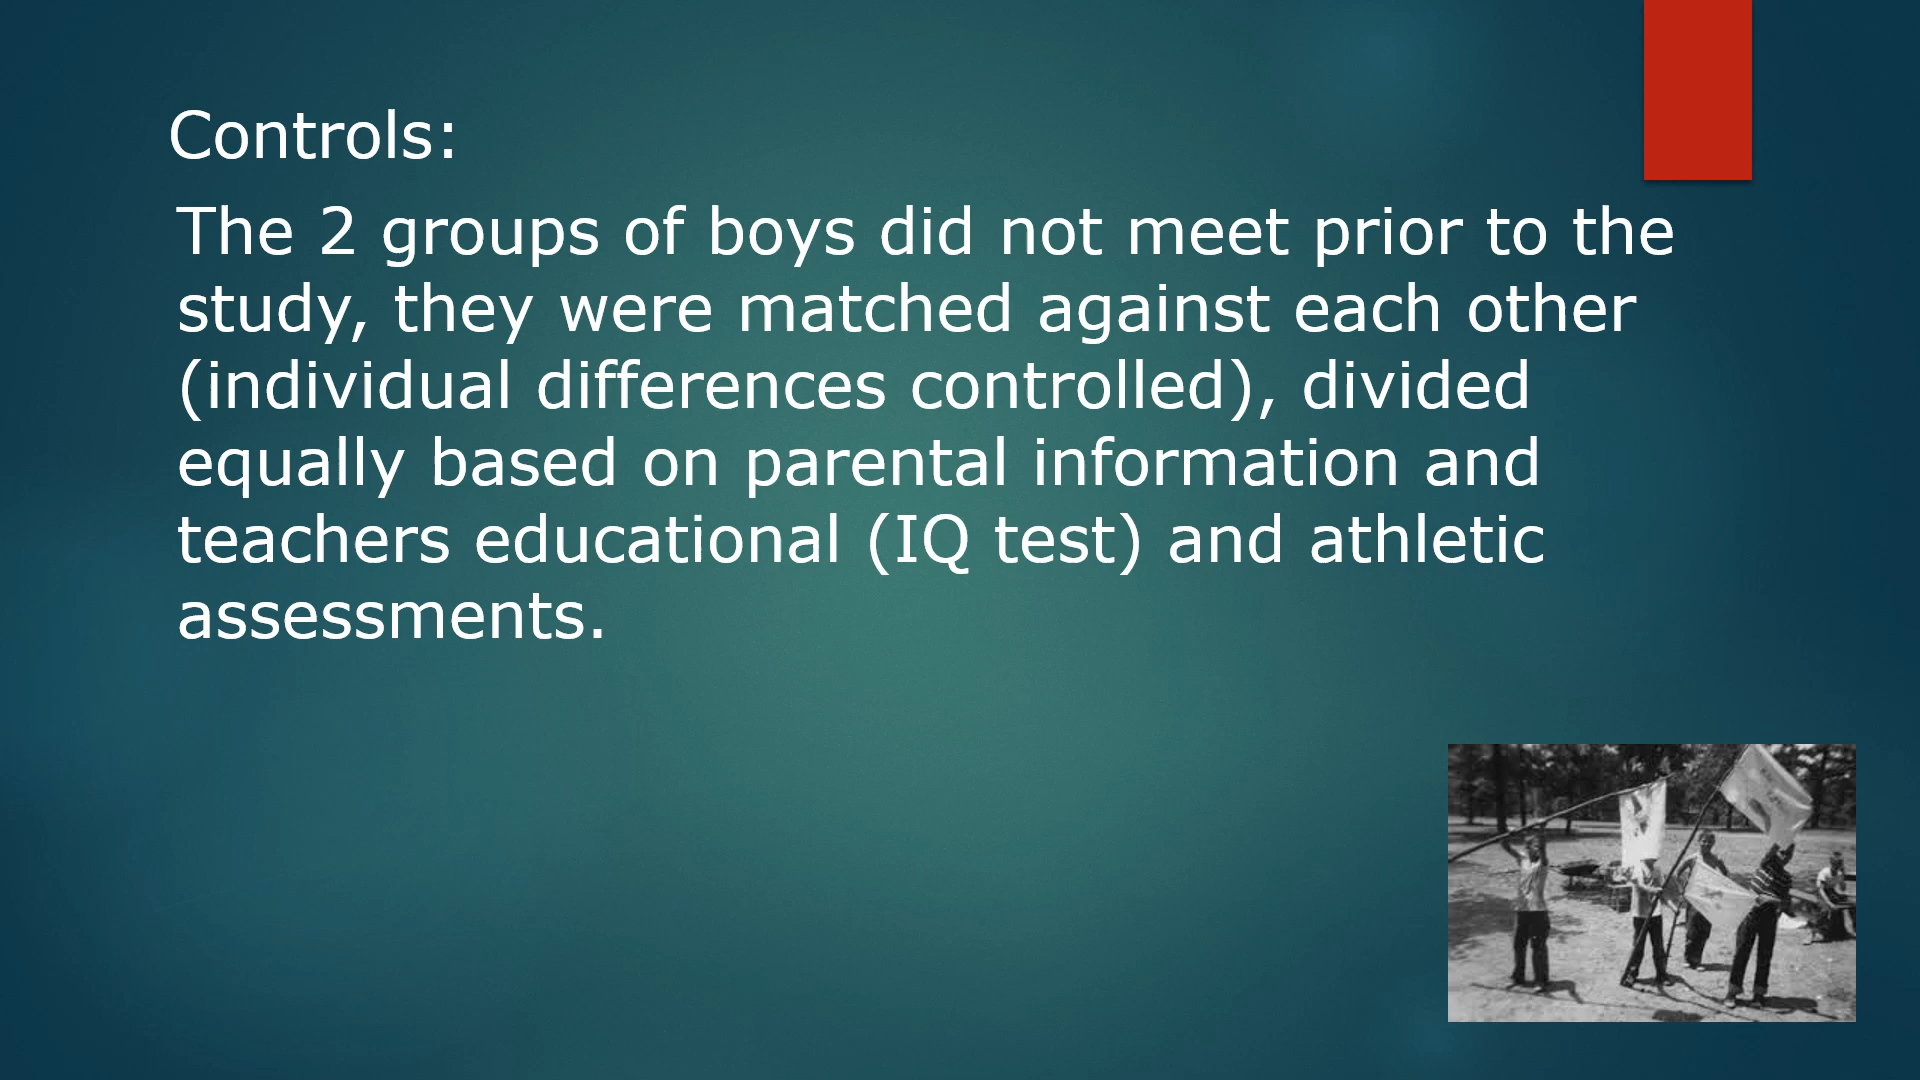 Controls:
The 2 groups of boys did not meet prior to the
study, they were matched against each other
(individual differences controlled), divided
equally based on parental information and
teachers educational (IQ test) and athletic
assessments.